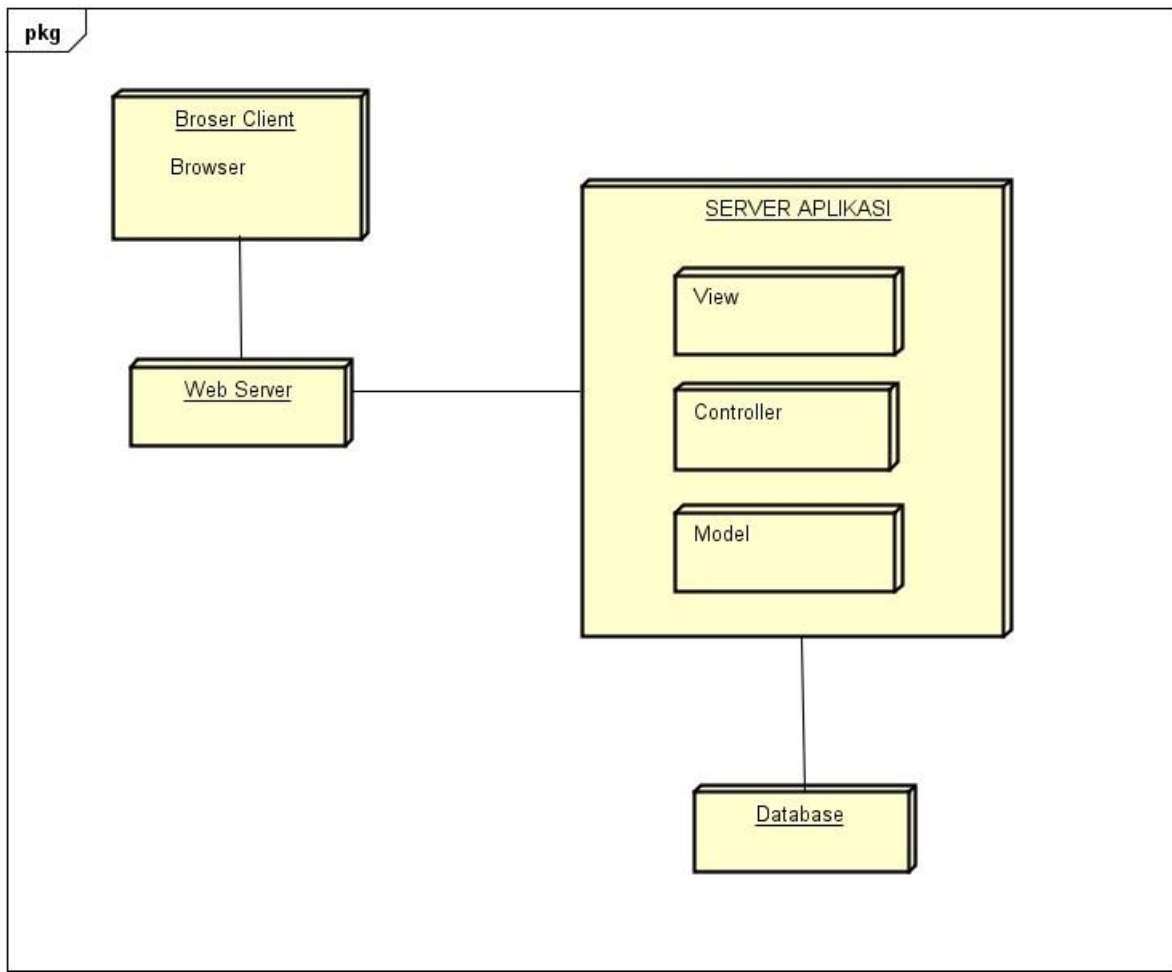 pkg
Broser Client
Browser
SERVER APLIKASI
View
Web Server
Controller
Model
Database